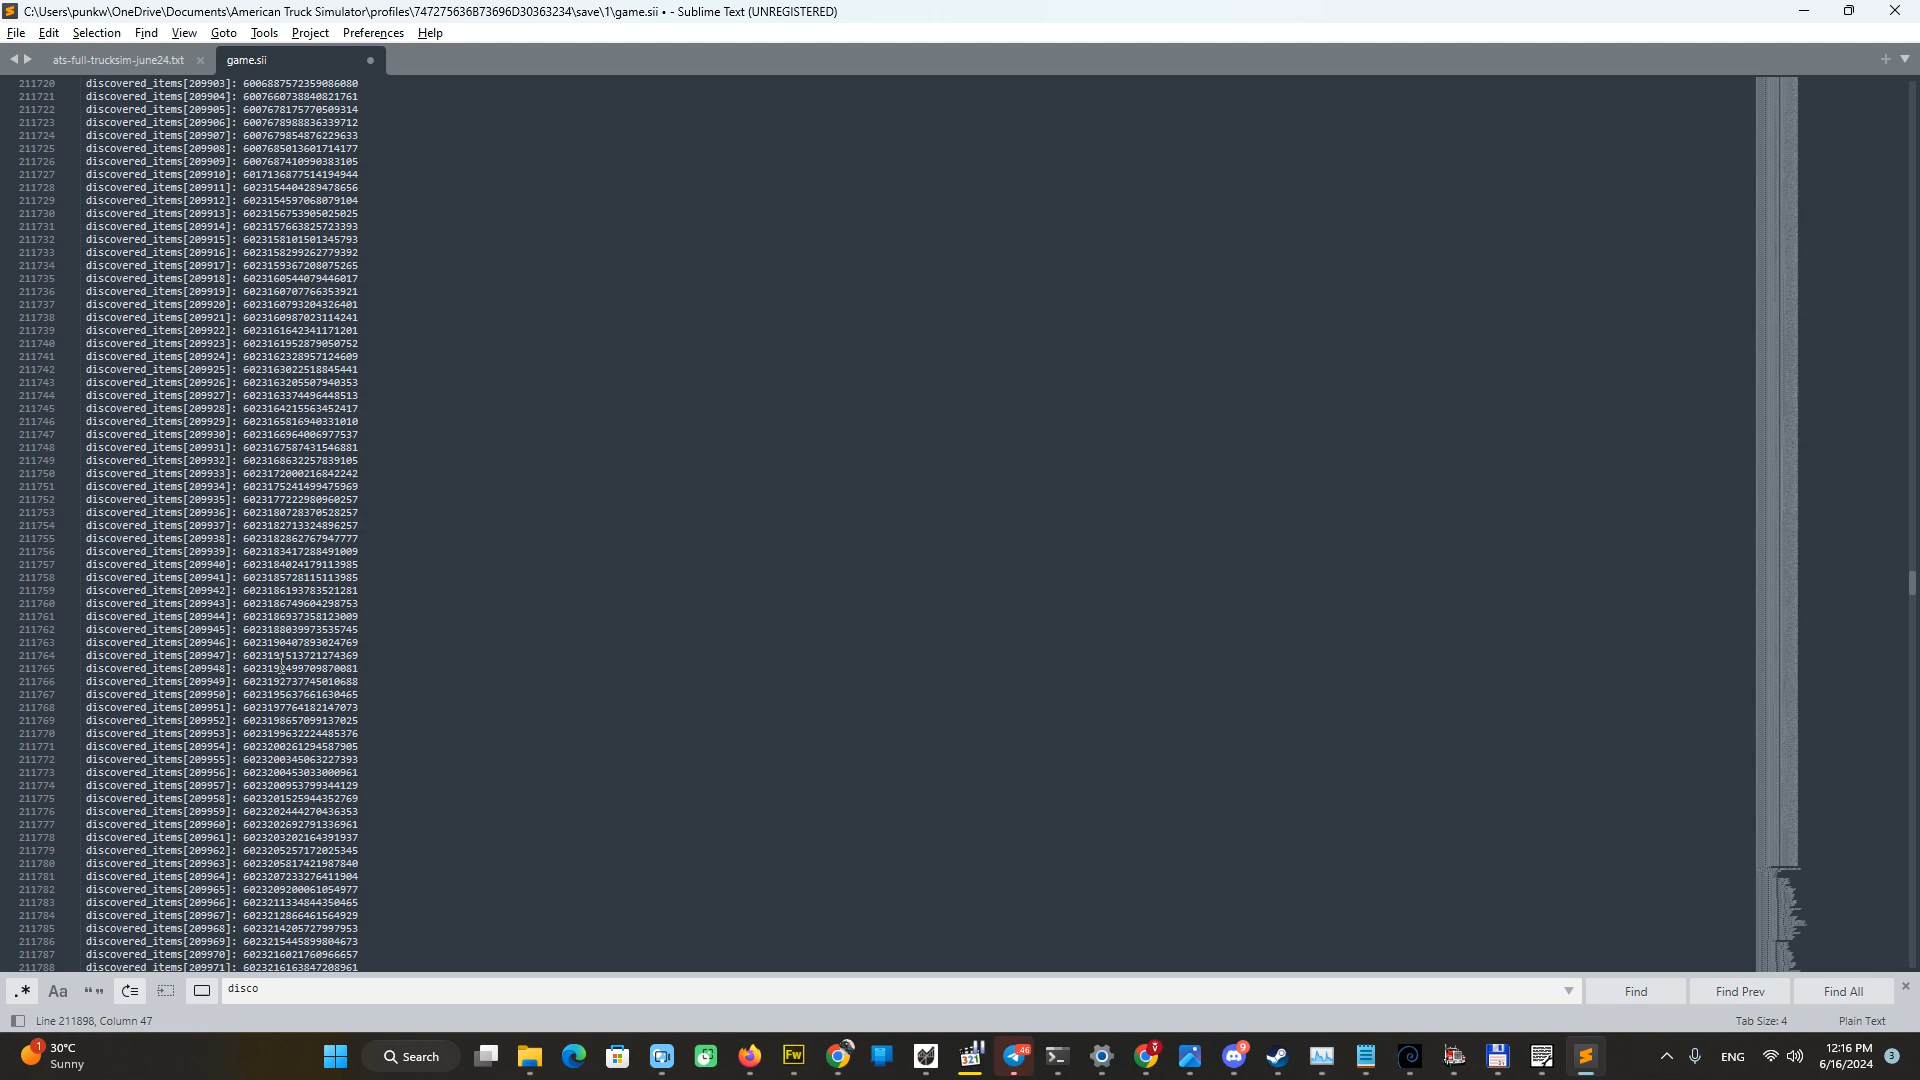 C:\Users\punkw\OneDrive\Documents\American Truck Simulator\profiles\747275636B73696D30363234\save\1\game.sii • - Sublime Text (UNREGISTERED)
File Edit Selection Find View Goto Tools Project Preferences Help
ats-full-trucksim-june24.txt game.sii
211720 discovered_items[209903]: 6006887572359086080
211721 discovered_items[209904]: 6007660738840821761
211722 discovered_items[209905]: 6007678175770509314
211723 discovered_items[209906]: 6007678988836339712
211724 discovered_items[209907]: 6007679854876229633
211725 discovered_items[209908]: 6007685013601714177
211726 discovered_items[209909]: 6007687410990383105
211727 discovered_items[209910]: 6017136877514194944
211728 discovered_items[209911]: 6023154404289478656
211729 discovered_items[209912]: 6023154597068079104
211730 discovered_items[209913]: 6023156753905025025
211731 discovered_items[209914]: 6023157663825723393
211732 discovered_items[209915]: 6023158101501345793
211733 discovered_items[209916]: 6023158299262779392
211734 discovered_items[209917]: 6023159367208075265
211735 discovered_items[209918]: 6023160544079446017
211736 discovered_items[209919]: 6023160707766353921
211737 discovered_items[209920]: 6023160793204326401
211738 discovered_items[209921]: 6023160987023114241
211739 discovered_items[209922]: 6023161642341171201
211740 discovered_items[209923]: 6023161952879050752
211741 discovered_items[209924]: 6023162328957124609
211742 discovered_items[209925]: 6023163022518845441
211743 discovered_items[209926]: 6023163205507940353
211744 discovered_items[209927]: 6023163374496448513
211745 discovered_items[209928]: 6023164215563452417
211746 discovered_items[209929]: 6023165816940331010
211747 discovered_items[209930]: 6023166964006977537
211748 discovered_items[209931]: 6023167587431546881
211749 discovered_items[209932]: 6023168632257839105
211750 discovered_items[209933]: 6023172000216842242
211751 discovered_items[209934]: 6023175241499475969
211752 discovered_items[209935]: 6023177222980960257
211753 discovered_items[209936]: 6023180728370528257
211754 discovered_items[209937]: 6023182713324896257
211755 discovered_items[209938]: 6023182862767947777
211756 discovered_items[209939]: 6023183417288491009
211757 discovered_items[209940]: 6023184024179113985
211758 discovered_items[209941]: 6023185728115113985
211759 discovered_items[209942]: 6023186193783521281
211760 discovered_items[209943]: 6023186749604298753
211761 discovered_items[209944]: 6023186937358123009
211762 discovered_items[209945]: 6023188039973535745
211763 discovered_items[209946]: 6023190407893024769
211764 discovered_items[209947]: 6023191513721274369
211765 discovered_items[209948]: 6023192499709870081
211766 discovered_items[209949]: 6023192737745010688
211767 discovered_items[209950]: 6023195637661630465
211768 discovered_items[209951]: 6023197764182147073
211769 discovered_items[209952]: 6023198657099137025
211770 discovered_items[209953]: 6023199632224485376
211771 discovered_items[209954]: 6023200261294587905
211772 discovered_items[209955]: 6023200345063227393
211773 discovered_items[209956]: 6023200453033000961
211774 discovered_items[209957]: 6023200953799344129
211775 discovered_items[209958]: 6023201525944352769
211776 discovered_items[209959]: 6023202444270436353
211777 discovered_items[209960]: 6023202692791336961
211778 discovered_items[209961]: 6023203202164391937
211779 discovered_items[209962]: 6023205257172025345
211780 discovered_items[209963]: 6023205817421987840
211781 discovered_items[209964]: 6023207233276411904
211782 discovered_items[209965]: 6023209200061054977
211783 discovered_items[209966]: 6023211334844350465
211784 discovered_items[209967]: 6023212866461564929
211785 discovered_items[209968]: 6023214205727997953
211786 discovered_items[209969]: 6023215445899804673
211787 discovered_items[209970]: 6023216021760966657
211788 discovered_items[209971]: 6023216163847208961
.* Aa “” disco Find Find Prev Find All
Line 211898, Column 47 Tab Size: 4 Plain Text
1 30°C Sunny Search Fw 321 46 9 ENG 12:16 PM 6/16/2024 3